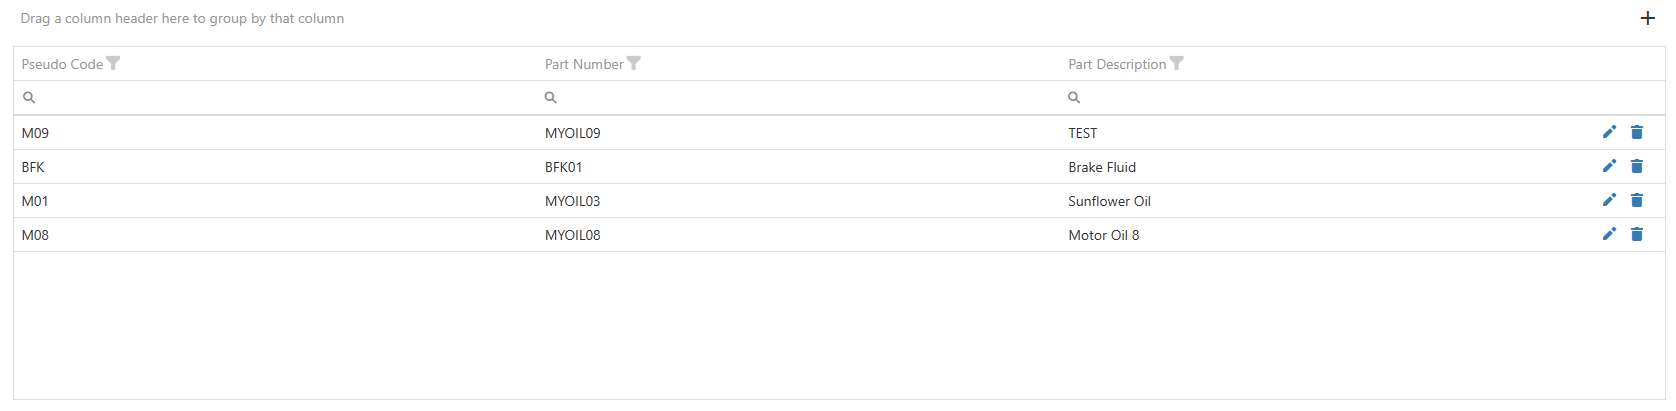 Drag a column header here to group by that column
Pseudo Code Part Number Part Description
M09 MYOIL09 TEST
BFK BFK01 Brake Fluid
M01 MYOIL03 Sunflower Oil
M08 MYOIL08 Motor Oil 8